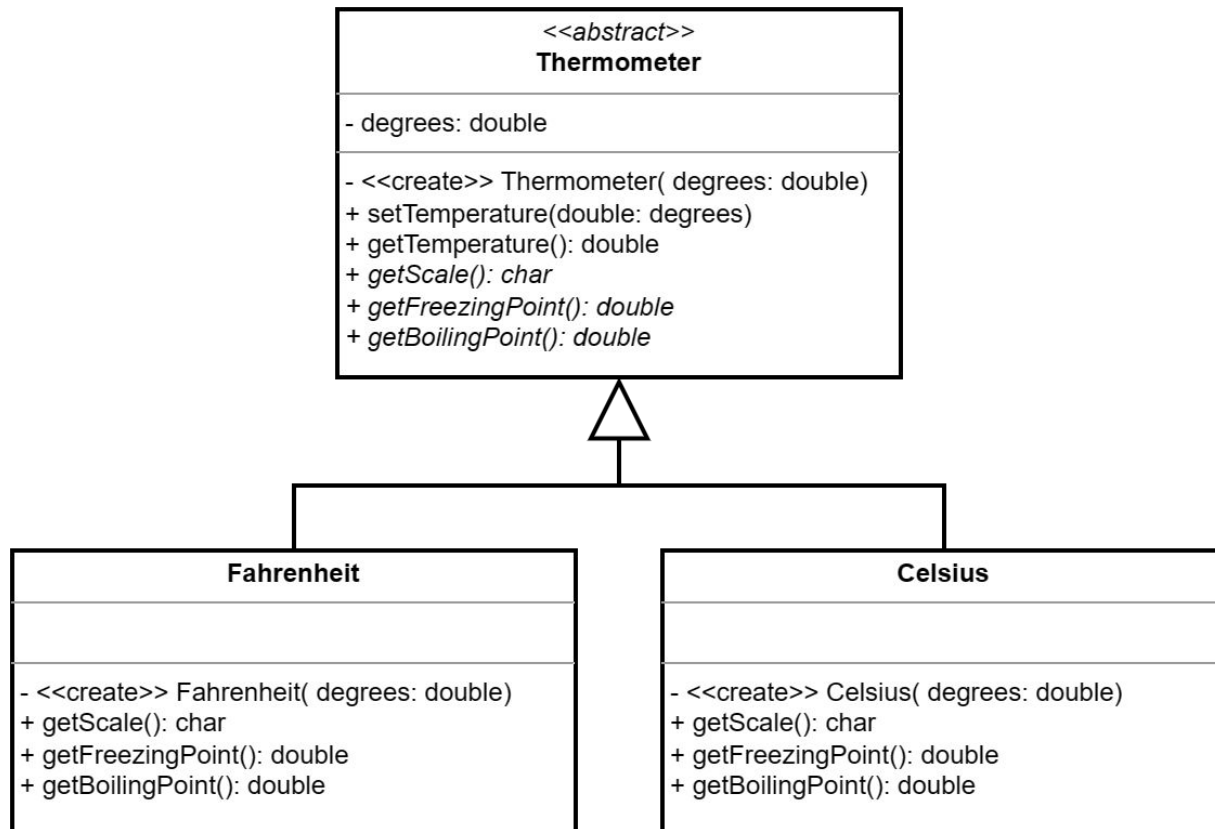 <<abstract>>
Thermometer
- degrees: double
- <<create>> Thermometer( degrees: double)
+ setTemperature(double: degrees)
+ getTemperature(): double
+ getScale(): char
+ getFreezingPoint(): double
+ getBoilingPoint(): double
Fahrenheit
- <<create>> Fahrenheit( degrees: double)
+ getScale(): char
+ getFreezingPoint(): double
+ getBoilingPoint(): double
Celsius
- <<create>> Celsius( degrees: double)
+ getScale(): char
+ getFreezingPoint(): double
+ getBoilingPoint(): double